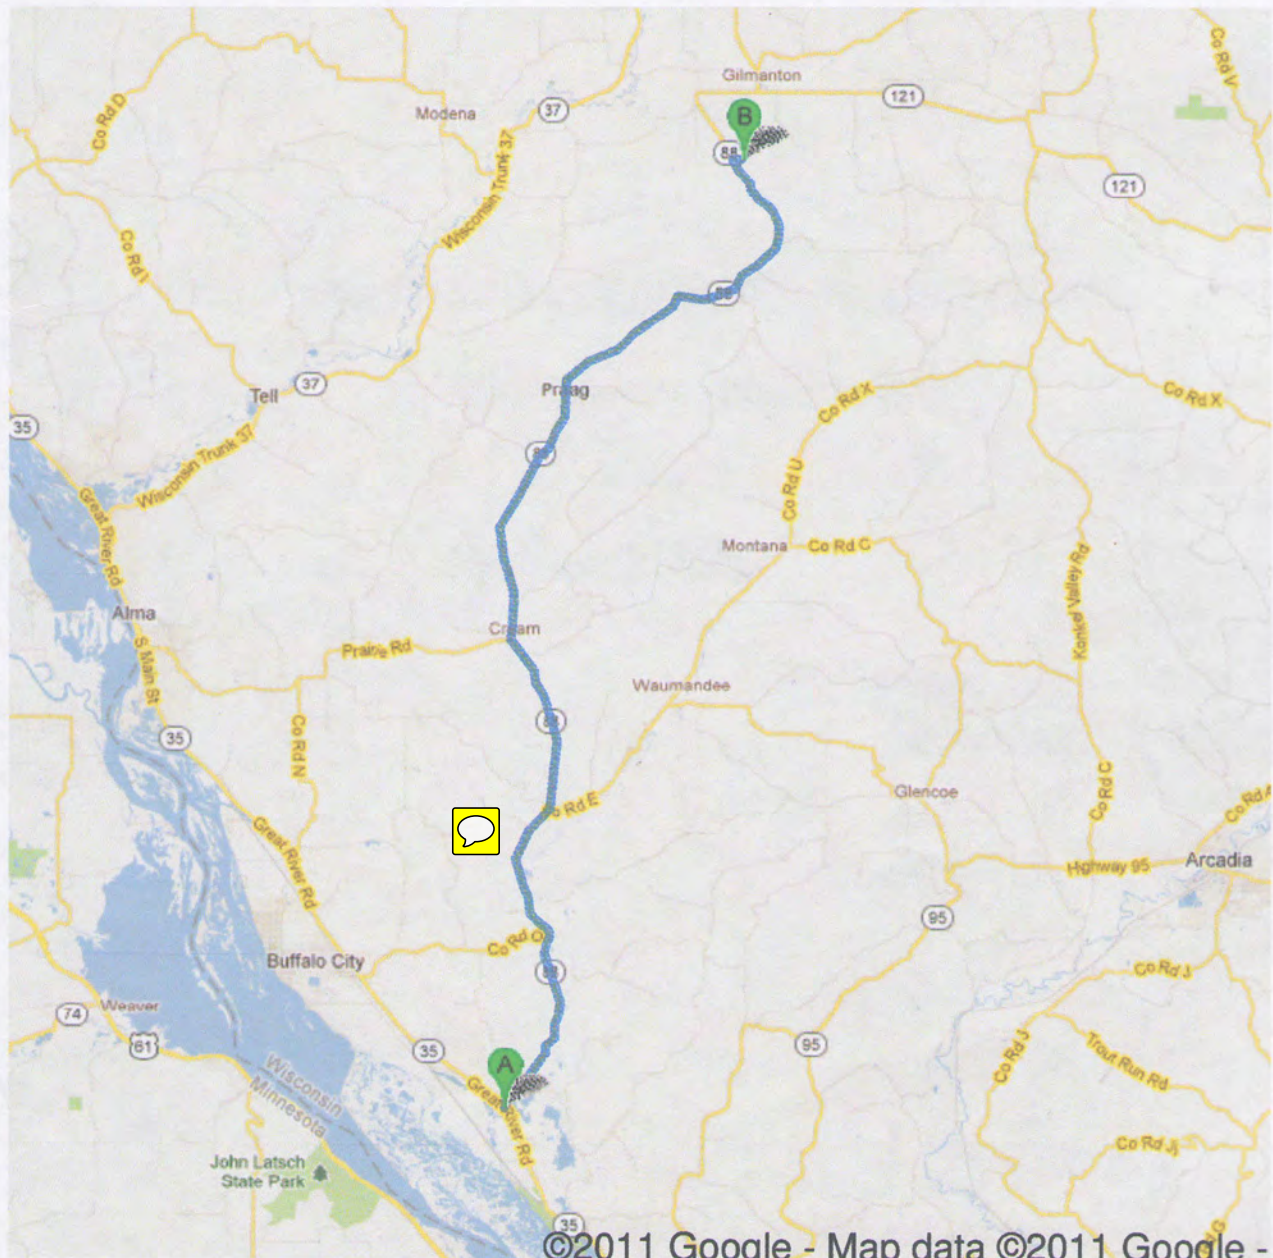 Gilmanton
Co Rd V
121
Co Rd D
Modena
37
B
88
Wisconsin Trunk 37
121
Co Rd I
88
Praag
Tell
37
Co Rd X
Co Rd X
35
Wisconsin Trunk 37
Co Rd U
Great River Rd
Montana
Co Rd C
Konkel Valley Rd
Alma
Cream
S Main St
Prairie Rd
Waumandee
35
Co Rd N
88
Glencoe
Co Rd C
Co Rd E
Great River Rd
Highway 95
Arcadia
95
Co Rd O
Buffalo City
88
Co Rd J
Weaver
74
61
35
95
Co Rd J
Trout Run Rd
A
Wisconsin
Minnesota
Great River Rd
Co Rd Jj
John Latsch
State Park
35
©2011 Google - Map data ©2011 Google -